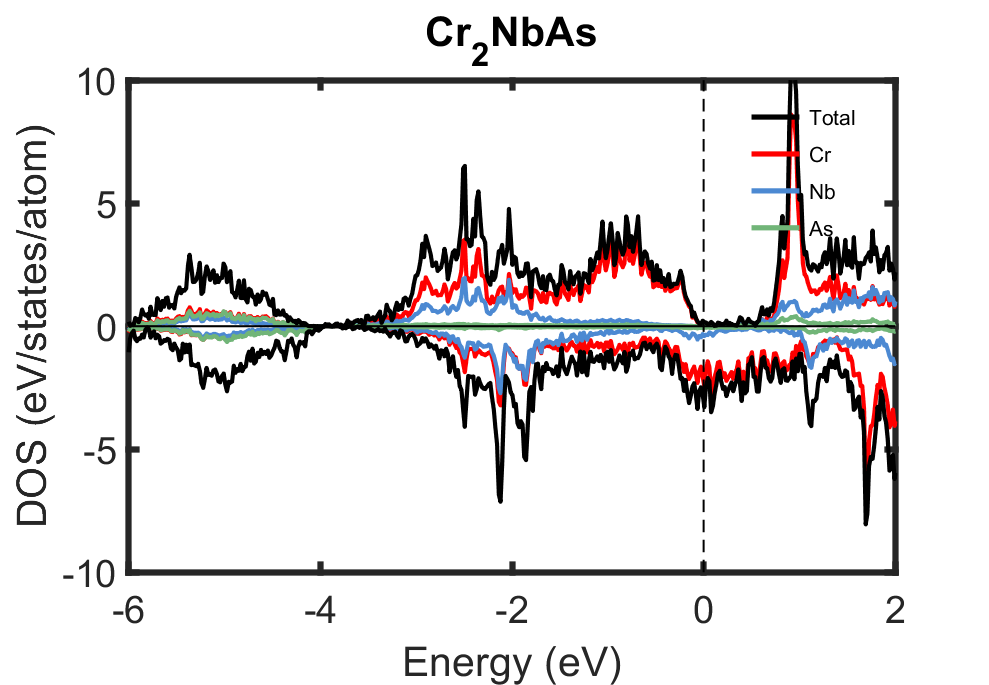 Cr2NbAs
10
5
0
-5
-10
DOS (eV/states/atom)
Total
Cr
Nb
As
-6 -4 -2 0 2
Energy (eV)